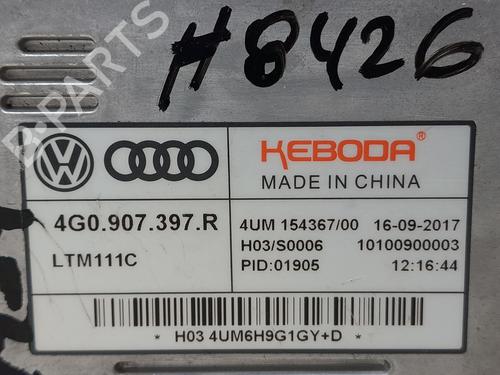 H8426
B-PARTS
KEBODA®
MADE IN CHINA
4G0.907.397.R
LTM111C
4UM 154367/00 16-09-2017
H03/S0006 10100900003
PID:01905 12:16:44
* H03 4UM6H9G1GY+D *